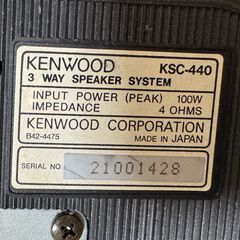 KENWOOD KSC-440
3 WAY SPEAKER SYSTEM
INPUT POWER (PEAK) 100W
IMPEDANCE 4 OHMS
KENWOOD CORPORATION
B42-4475 MADE IN JAPAN
SERIAL NO. 21001428